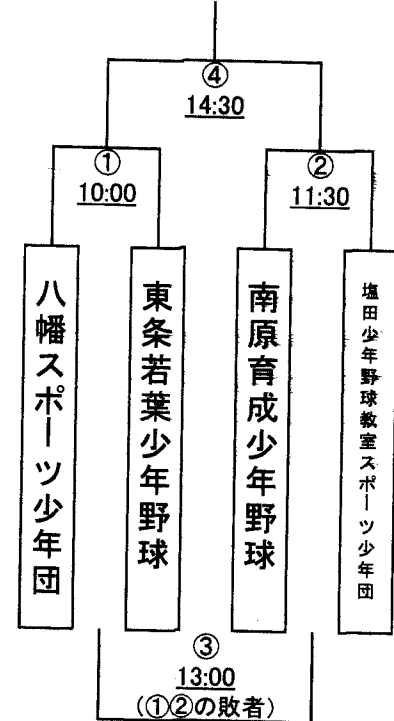 ④
14:30
①
10:00
②
11:30
八幡スポーツ少年団
東条若葉少年野球
南原育成少年野球
塩田少年野球教室スポーツ少年団
③
13:00
(①②の敗者)